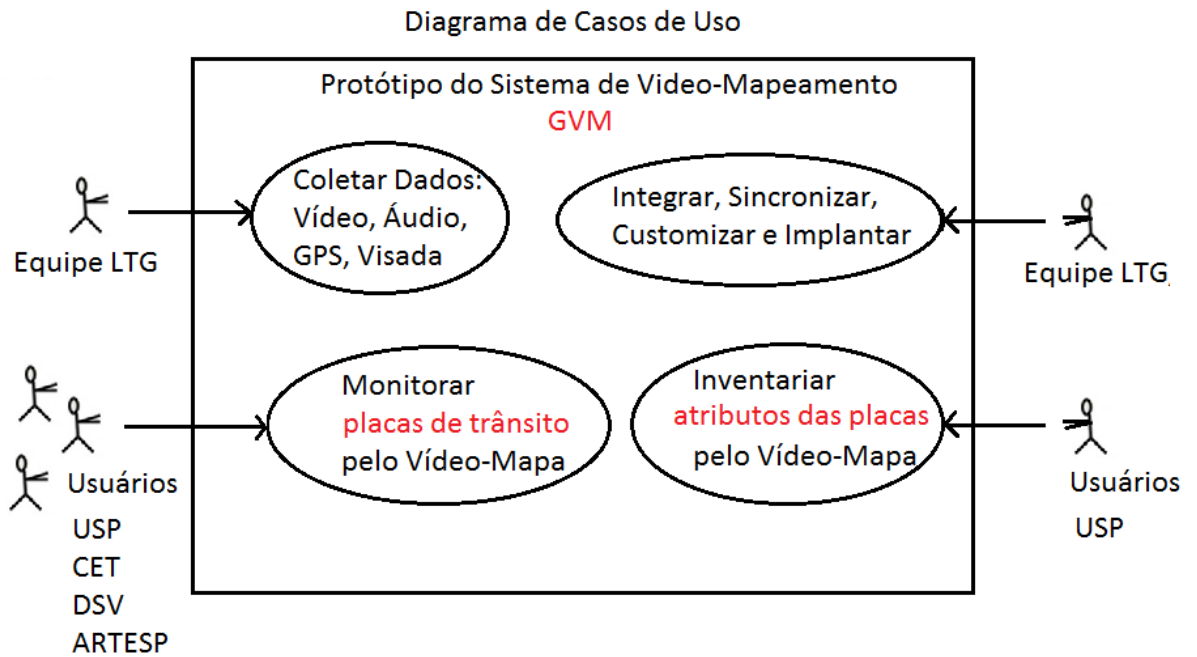 Diagrama de Casos de Uso
Protótipo do Sistema de Video-Mapeamento
GVM
Coletar Dados:
Vídeo, Áudio,
GPS, Visada
Integrar, Sincronizar,
Customizar e Implantar
Equipe LTG
Equipe LTG
Monitorar
placas de trânsito
pelo Vídeo-Mapa
Inventariar
atributos das placas
pelo Vídeo-Mapa
Usuários
USP
CET
DSV
ARTESP
Usuários
USP